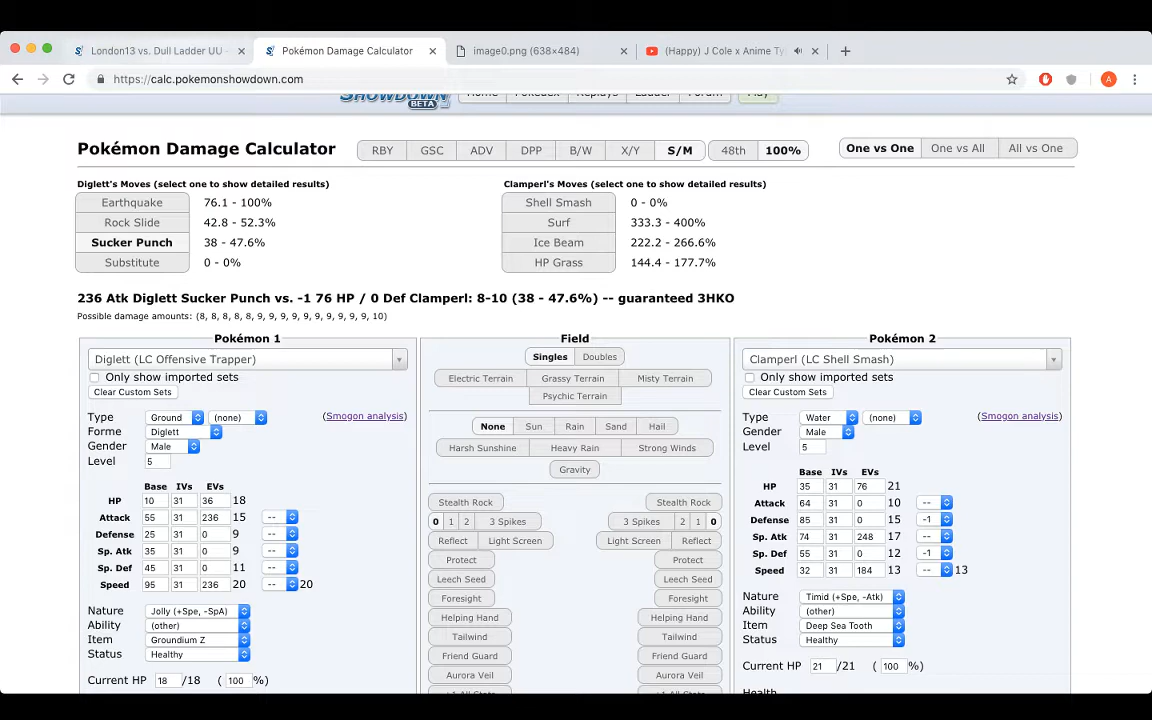 London13 vs. Dull Ladder UU - × Pokémon Damage Calculator × image0.png (638×484) × (Happy) J Cole x Anime Ty × +
https://calc.pokemonshowdown.com A
SHOWDOWN BETA Home Pokédex Replays Ladder Forum Play
Pokémon Damage Calculator RBY GSC ADV DPP B/W X/Y S/M 48th 100% One vs One One vs All All vs One
Diglett's Moves (select one to show detailed results) Clamperl's Moves (select one to show detailed results)
Earthquake 76.1 - 100% Shell Smash 0 - 0%
Rock Slide 42.8 - 52.3% Surf 333.3 - 400%
Sucker Punch 38 - 47.6% Ice Beam 222.2 - 266.6%
Substitute 0 - 0% HP Grass 144.4 - 177.7%
236 Atk Diglett Sucker Punch vs. -1 76 HP / 0 Def Clamperl: 8-10 (38 - 47.6%) -- guaranteed 3HKO
Possible damage amounts: (8, 8, 8, 8, 8, 9, 9, 9, 9, 9, 9, 9, 9, 9, 9, 10)
Pokémon 1
Diglett (LC Offensive Trapper)
Only show imported sets
Clear Custom Sets
Type Ground (none) (Smogon analysis)
Forme Diglett
Gender Male
Level 5
Base IVs EVs
HP 10 31 36 18
Attack 55 31 236 15 --
Defense 25 31 0 9 --
Sp. Atk 35 31 0 9 --
Sp. Def 45 31 0 11 --
Speed 95 31 236 20 -- 20
Nature Jolly (+Spe, -SpA)
Ability (other)
Item Groundium Z
Status Healthy
Current HP 18 /18 ( 100 %)
Field
Singles Doubles
Electric Terrain Grassy Terrain Misty Terrain
Psychic Terrain
None Sun Rain Sand Hail
Harsh Sunshine Heavy Rain Strong Winds
Gravity
Stealth Rock Stealth Rock
0 1 2 3 Spikes 3 Spikes 2 1 0
Reflect Light Screen Light Screen Reflect
Protect Protect
Leech Seed Leech Seed
Foresight Foresight
Helping Hand Helping Hand
Tailwind Tailwind
Friend Guard Friend Guard
Aurora Veil Aurora Veil
+1 All Stats +1 All Stats
Pokémon 2
Clamperl (LC Shell Smash)
Only show imported sets
Clear Custom Sets
Type Water (none) (Smogon analysis)
Gender Male
Level 5
Base IVs EVs
HP 35 31 76 21
Attack 64 31 0 10 --
Defense 85 31 0 15 -1
Sp. Atk 74 31 248 17 --
Sp. Def 55 31 0 12 -1
Speed 32 31 184 13 -- 13
Nature Timid (+Spe, -Atk)
Ability (other)
Item Deep Sea Tooth
Status Healthy
Current HP 21 /21 ( 100 %)
Health